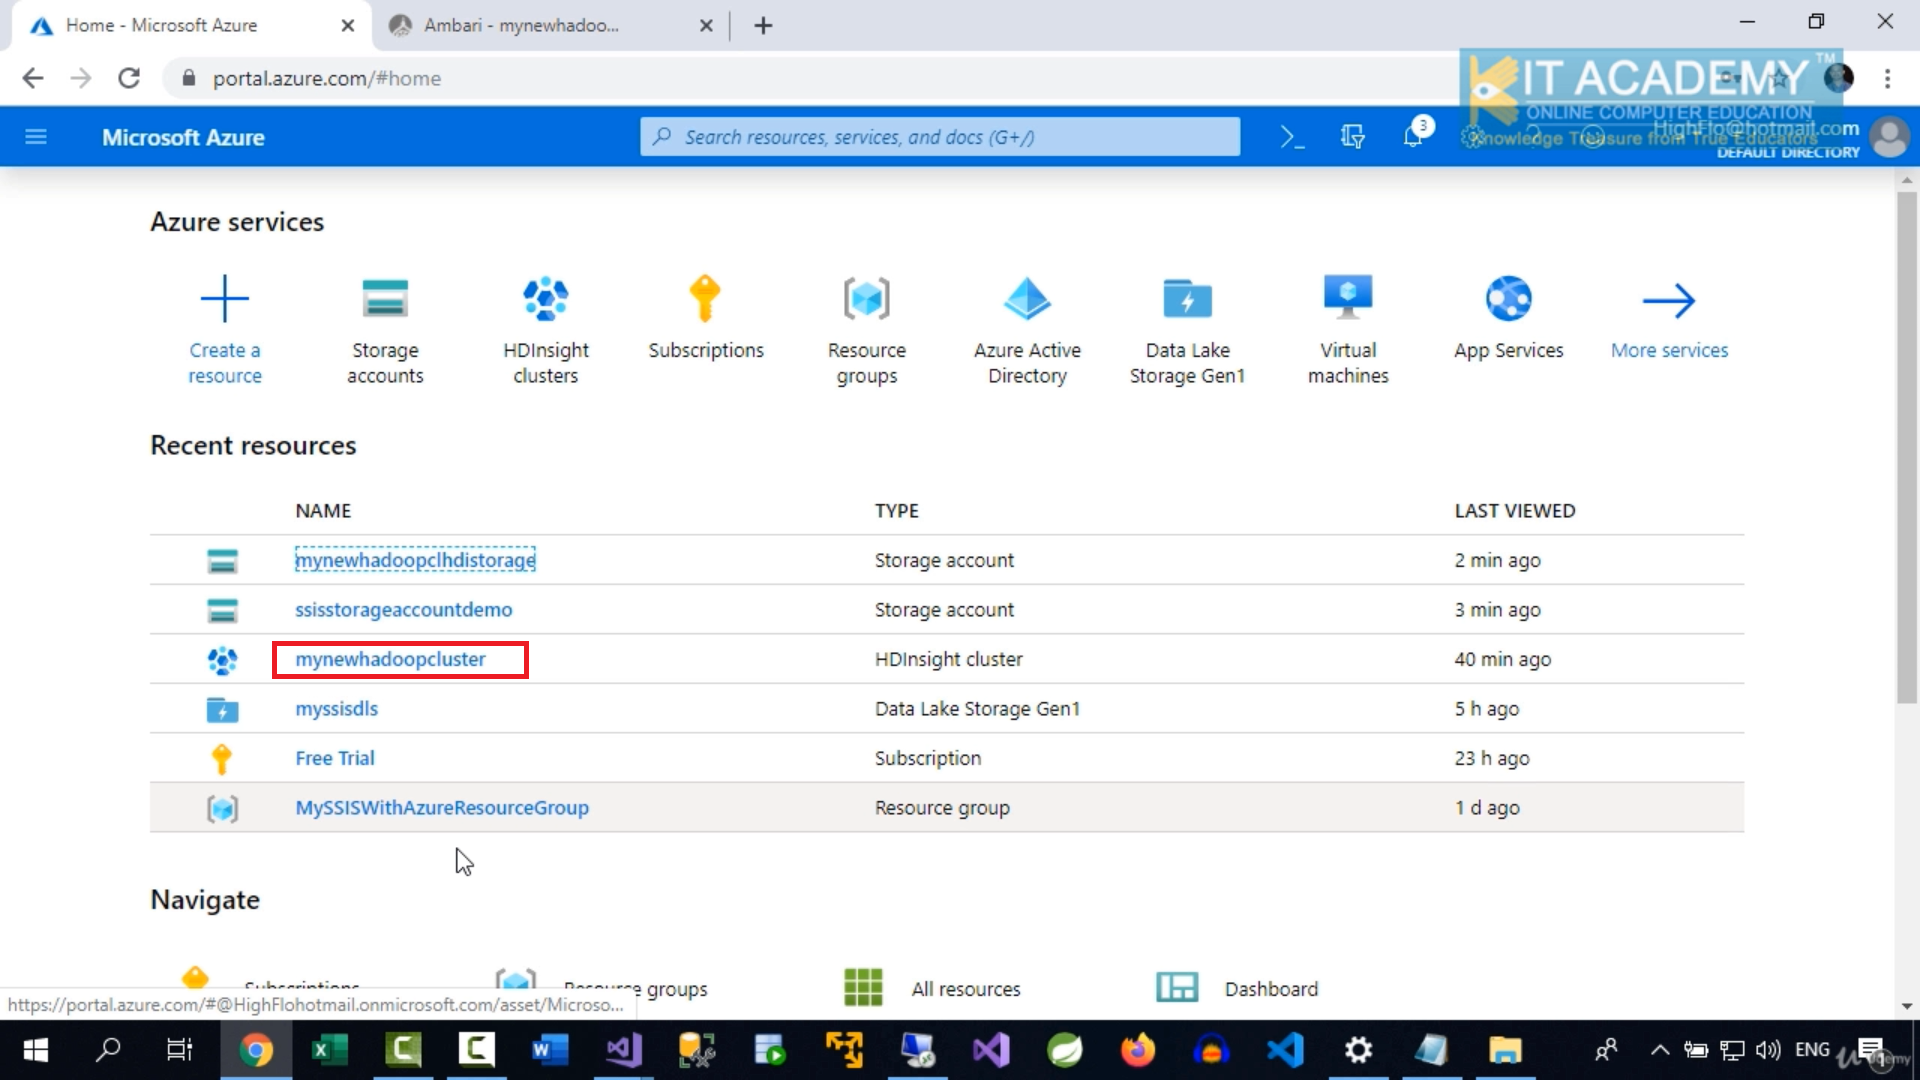 Home - Microsoft Azure
Ambari - mynewhadoo...
portal.azure.com/#home
IT ACADEMY™
ONLINE COMPUTER EDUCATION
Knowledge Treasure from True Educators
Microsoft Azure
Search resources, services, and docs (G+/)
3
HighFlo@hotmail.com
DEFAULT DIRECTORY
Azure services
Create a resource
Storage accounts
HDInsight clusters
Subscriptions
Resource groups
Azure Active Directory
Data Lake Storage Gen1
Virtual machines
App Services
More services
Recent resources
NAME TYPE LAST VIEWED
mynewhadoopclhdistorage Storage account 2 min ago
ssisstorageaccountdemo Storage account 3 min ago
mynewhadoopcluster HDInsight cluster 40 min ago
myssisdls Data Lake Storage Gen1 5 h ago
Free Trial Subscription 23 h ago
MySSISWithAzureResourceGroup Resource group 1 d ago
Navigate
Subscriptions
Resource groups
All resources
Dashboard
https://portal.azure.com/#@HighFlohotmail.onmicrosoft.com/asset/Microso...
ENG
udemy